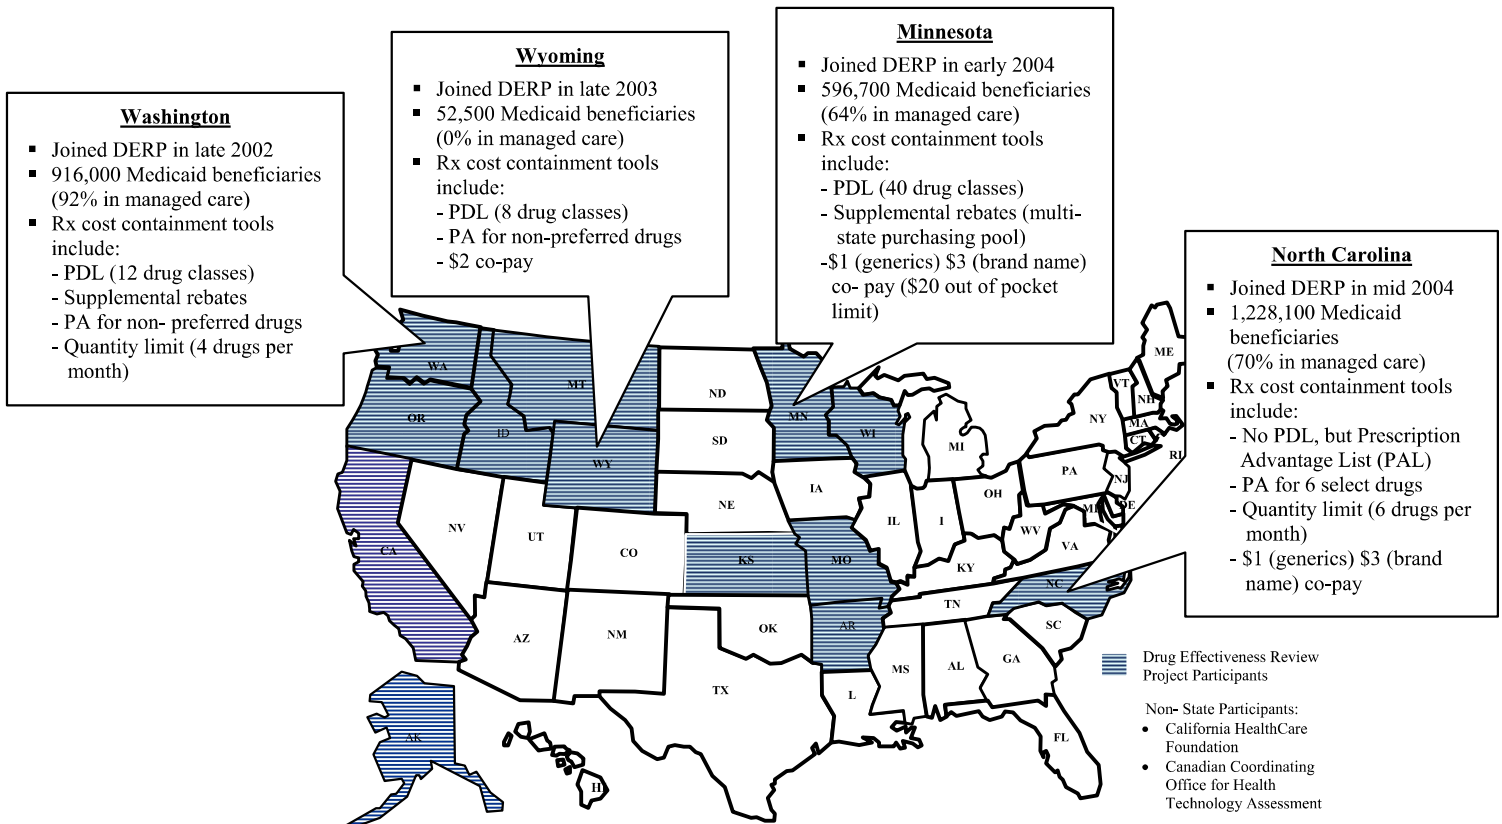 Washington
▪ Joined DERP in late 2002
▪ 916,000 Medicaid beneficiaries
(92% in managed care)
▪ Rx cost containment tools
include:
- PDL (12 drug classes)
- Supplemental rebates
- PA for non- preferred drugs
- Quantity limit (4 drugs per
month)
Wyoming
▪ Joined DERP in late 2003
▪ 52,500 Medicaid beneficiaries
(0% in managed care)
▪ Rx cost containment tools
include:
- PDL (8 drug classes)
- PA for non-preferred drugs
- $2 co-pay
Minnesota
▪ Joined DERP in early 2004
▪ 596,700 Medicaid beneficiaries
(64% in managed care)
▪ Rx cost containment tools
include:
- PDL (40 drug classes)
- Supplemental rebates (multi-
state purchasing pool)
-$1 (generics) $3 (brand name)
co- pay ($20 out of pocket
limit)
North Carolina
▪ Joined DERP in mid 2004
▪ 1,228,100 Medicaid
beneficiaries
(70% in managed care)
▪ Rx cost containment tools
include:
- No PDL, but Prescription
Advantage List (PAL)
- PA for 6 select drugs
- Quantity limit (6 drugs per
month)
- $1 (generics) $3 (brand
name) co-pay
WA
MT
ND
OR
ID
WY
SD
MN
WI
MI
ME
VT
NH
NY
MA
CT
RI
PA
NJ
MD
DE
NE
IA
IL
I
OH
WV
VA
KY
NV
UT
CO
CA
KS
MO
NC
TN
SC
AZ
NM
OK
AR
MS
AL
GA
TX
L
FL
AK
HI
Drug Effectiveness Review
Project Participants
Non- State Participants:
• California HealthCare
Foundation
• Canadian Coordinating
Office for Health
Technology Assessment